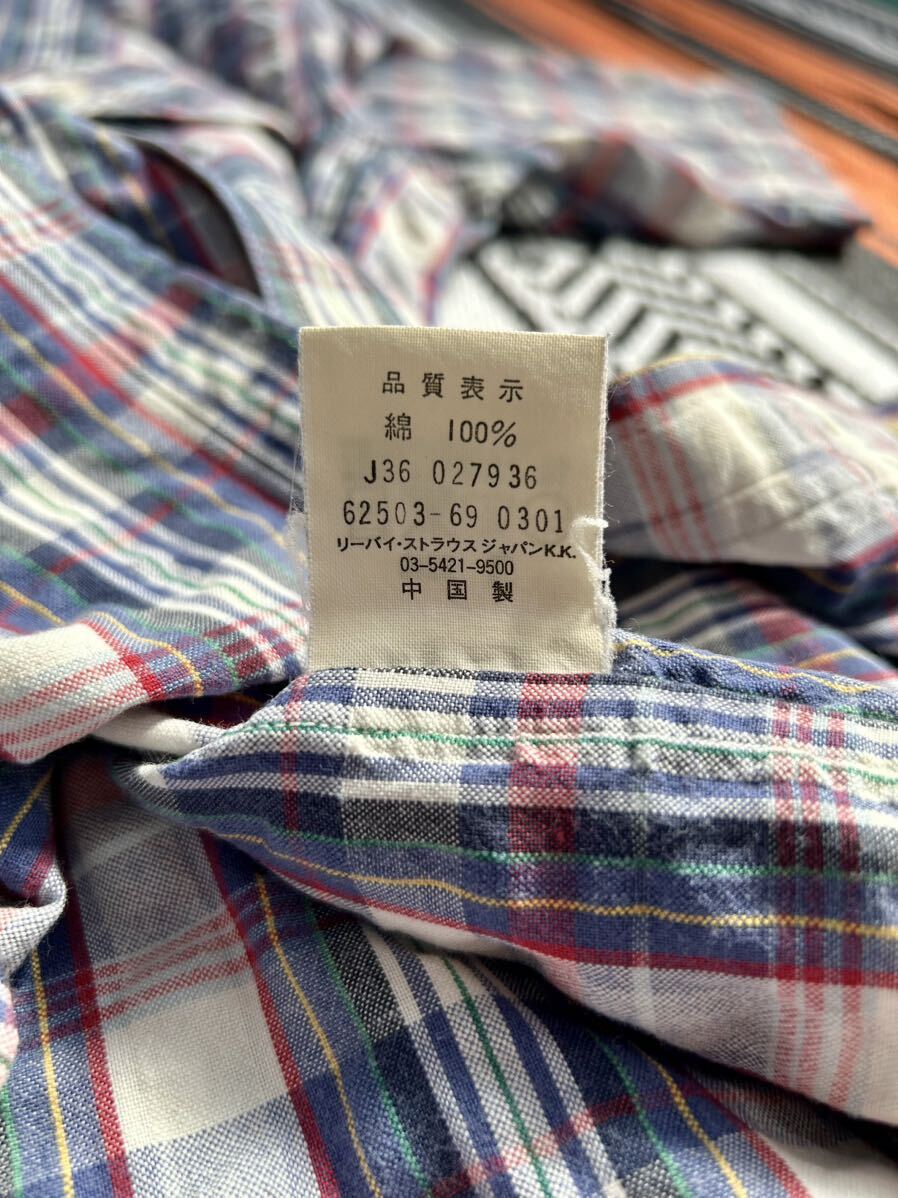 品質表示
綿 100%
J36 027936
62503-69 0301
リーバイ・ストラウス ジャパンK.K.
03-5421-9500
中国製